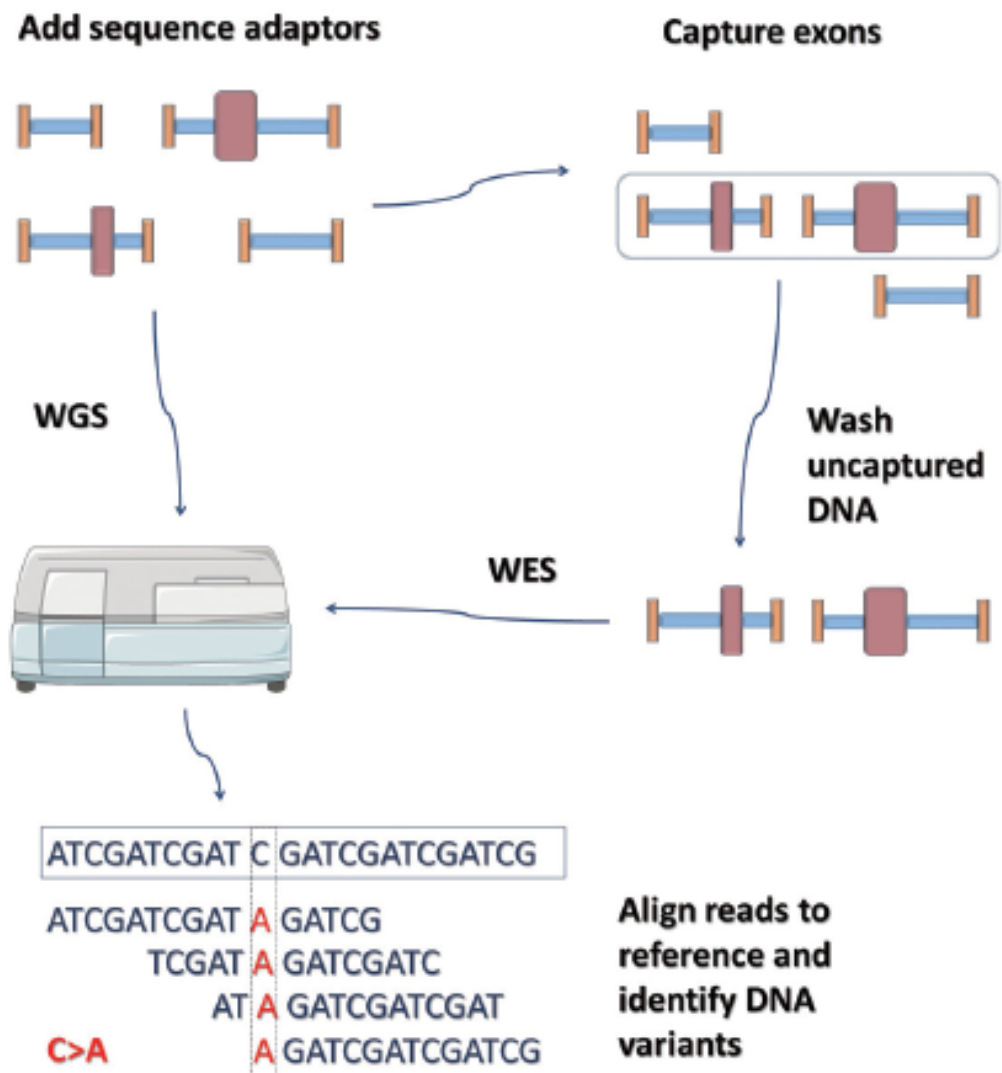 Add sequence adaptors
Capture exons
WGS
Wash
uncaptured
DNA
WES
ATCGATCGAT C GATCGATCGATCG
ATCGATCGAT A GATCG
TCGAT A GATCGATC
AT A GATCGATCGAT
C>A A GATCGATCGATCG
Align reads to
reference and
identify DNA
variants